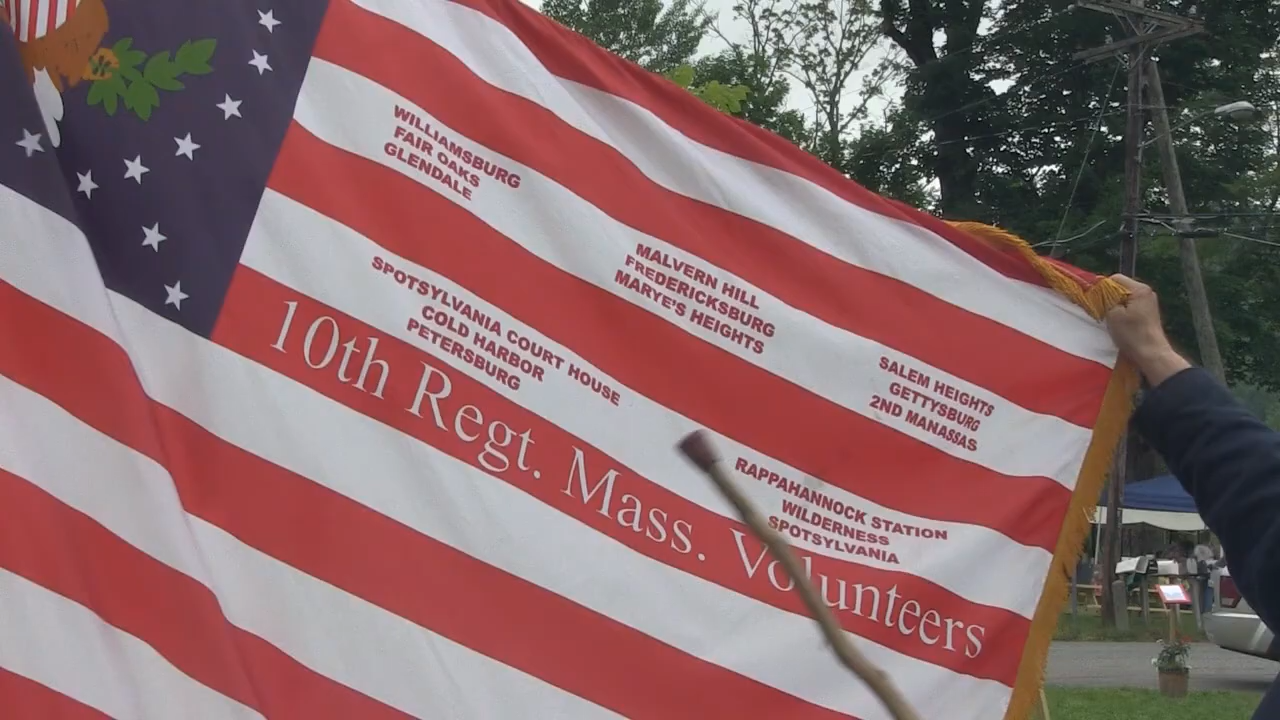 WILLIAMSBURG
FAIR OAKS
GLENDALE
MALVERN HILL
FREDERICKSBURG
MARYE'S HEIGHTS
SALEM HEIGHTS
GETTYSBURG
2ND MANASSAS
SPOTSYLVANIA COURT HOUSE
COLD HARBOR
PETERSBURG
RAPPAHANNOCK STATION
WILDERNESS
SPOTSYLVANIA
10th Regt. Mass. Volunteers